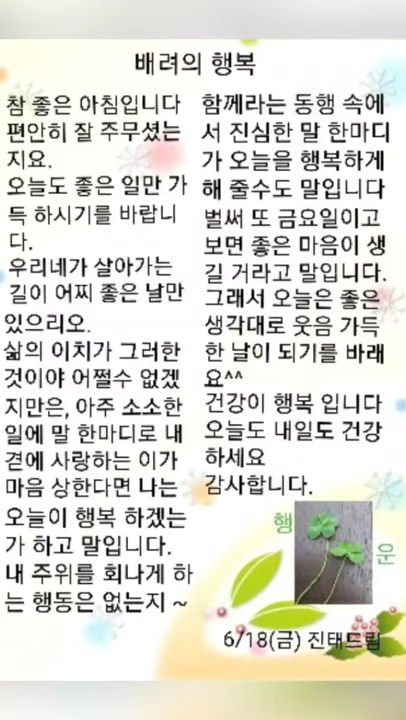 배려의 행복
참 좋은 아침입니다
편안히 잘 주무셨는
지요.
오늘도 좋은 일만 가
득 하시기를 바랍니
다.
우리네가 살아가는
길이 어찌 좋은 날만
있으리오.
삶의 이치가 그러한
것이야 어쩔수 없겠
지만은, 아주 소소한
일에 말 한마디로 내
곁에 사랑하는 이가
마음 상한다면 나는
오늘이 행복 하겠는
가 하고 말입니다.
내 주위를 회나게 하
는 행동은 없는지 ~
함께라는 동행 속에
서 진심한 말 한마디
가 오늘을 행복하게
해 줄수도 말입니다
벌써 또 금요일이고
보면 좋은 마음이 생
길 거라고 말입니다.
그래서 오늘은 좋은
생각대로 웃음 가득
한 날이 되기를 바래
요^^
건강이 행복 입니다
오늘도 내일도 건강
하세요
감사합니다.
행
운
6/18(금) 진태드림